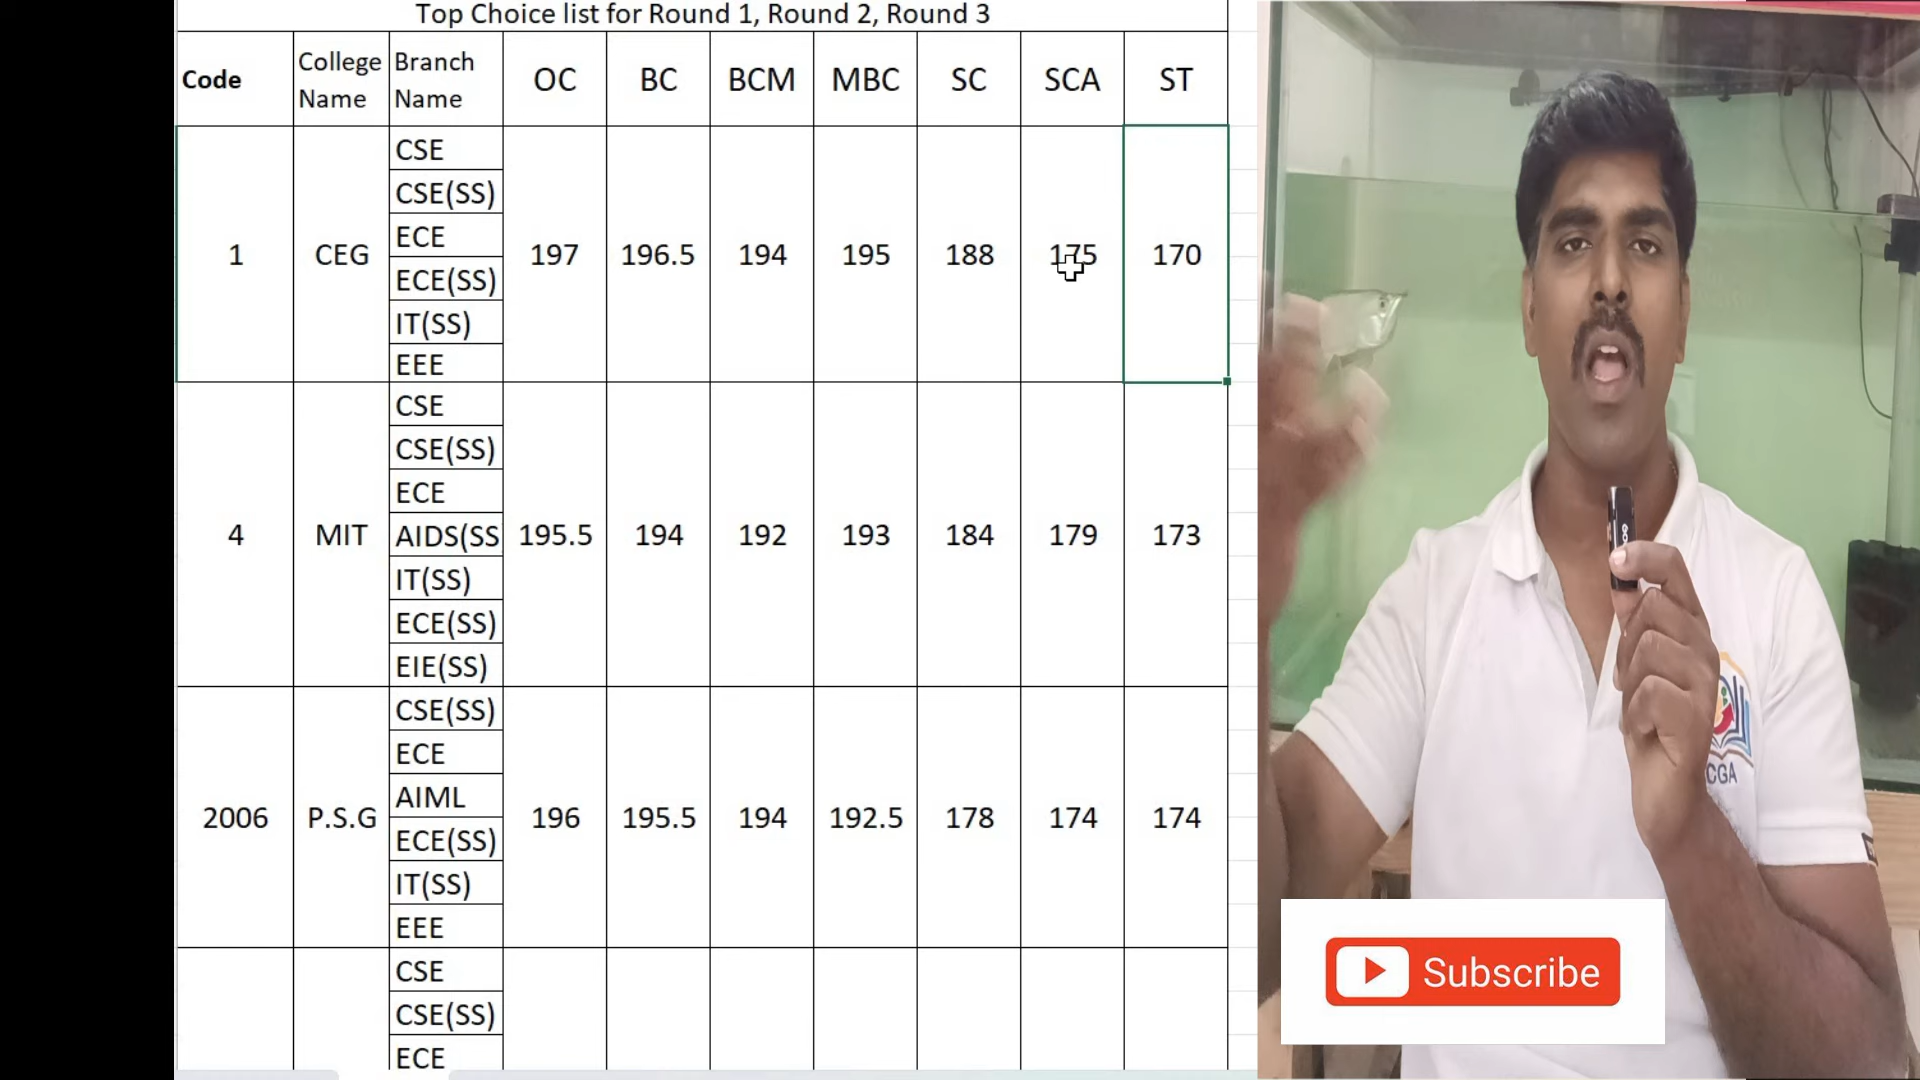 Top Choice list for Round 1, Round 2, Round 3
Code College Name Branch Name OC BC BCM MBC SC SCA ST
1 CEG 197 196.5 194 195 188 175 170
CSE
CSE(SS)
ECE
ECE(SS)
IT(SS)
EEE
4 MIT 195.5 194 192 193 184 179 173
CSE
CSE(SS)
ECE
AIDS(SS
IT(SS)
ECE(SS)
EIE(SS)
2006 P.S.G 196 195.5 194 192.5 178 174 174
CSE(SS)
ECE
AIML
ECE(SS)
IT(SS)
EEE
CSE
CSE(SS)
ECE
CGA
Subscribe